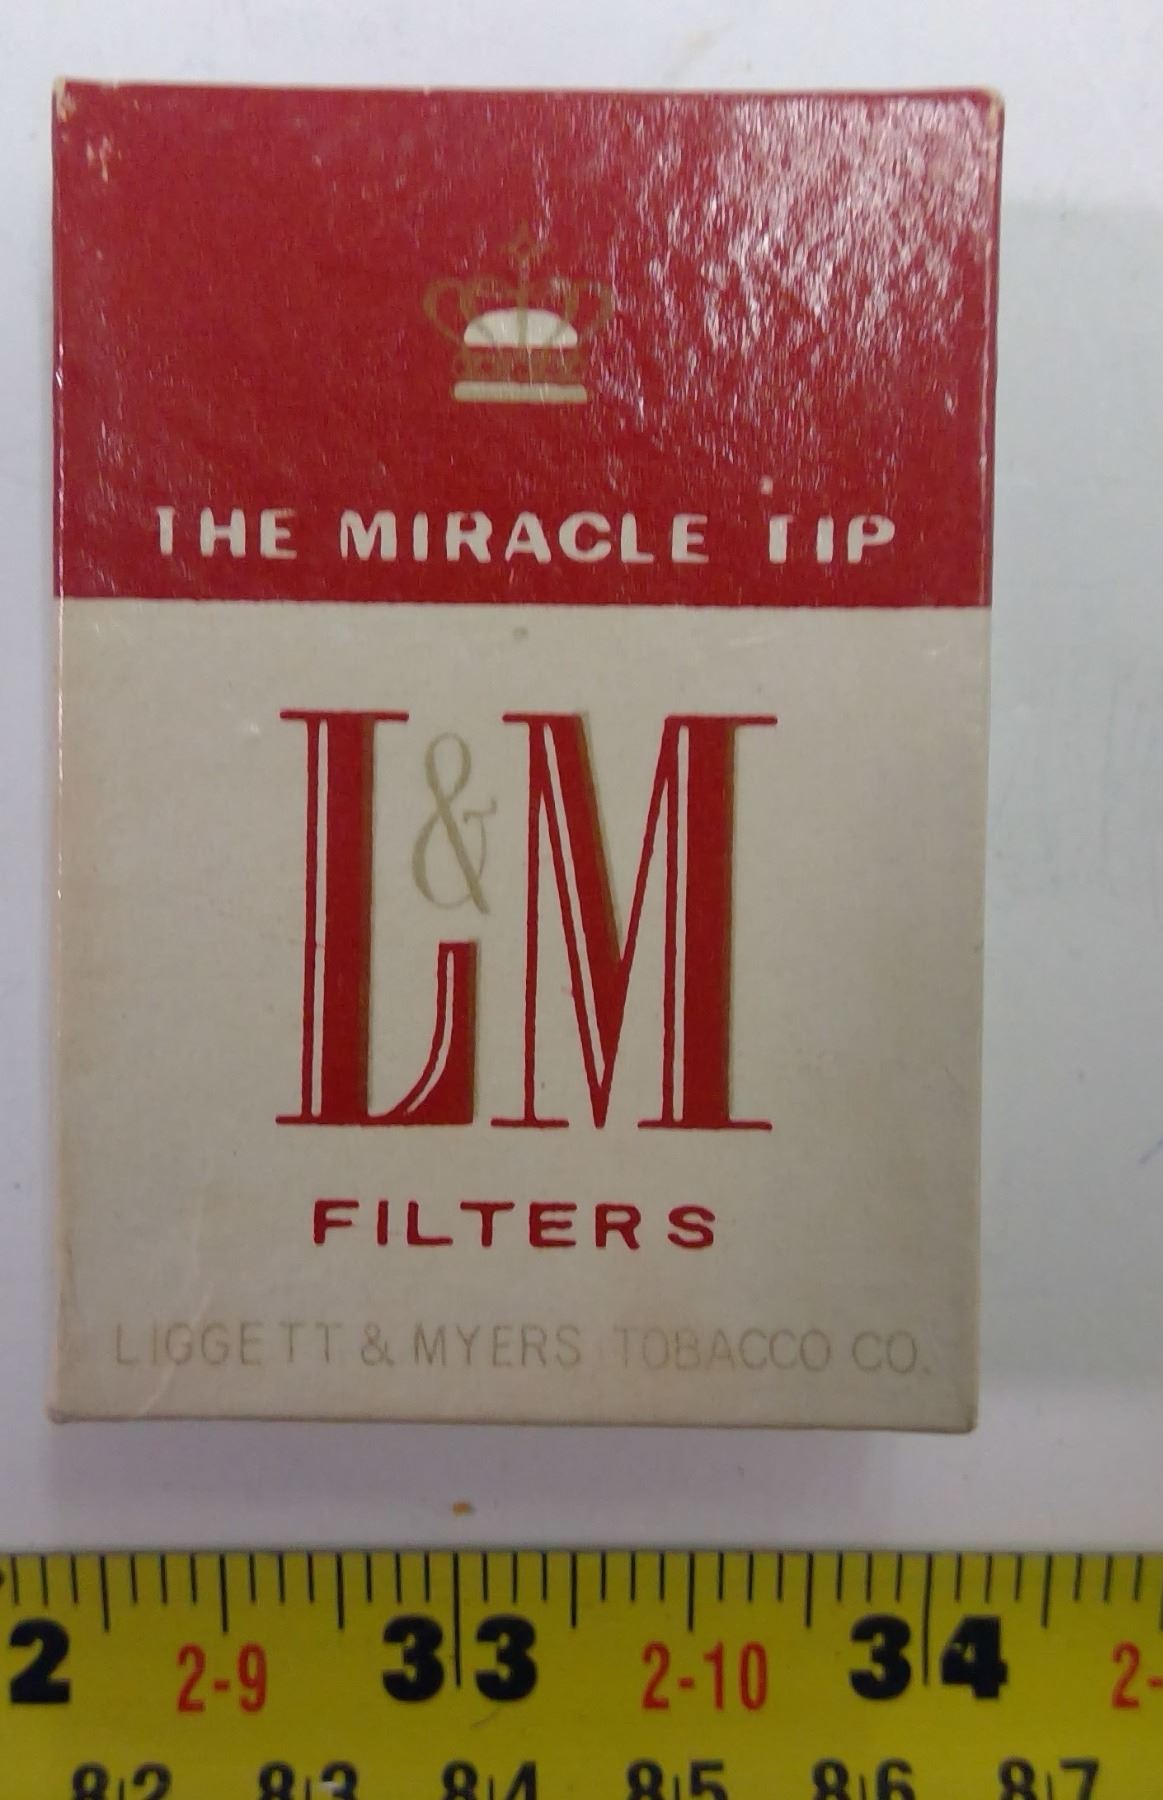 THE MIRACLE TIP
L&M
FILTERS
LIGGETT & MYERS TOBACCO CO.
2 2-9 33 2-10 34 2-
82 83 84 85 86 87